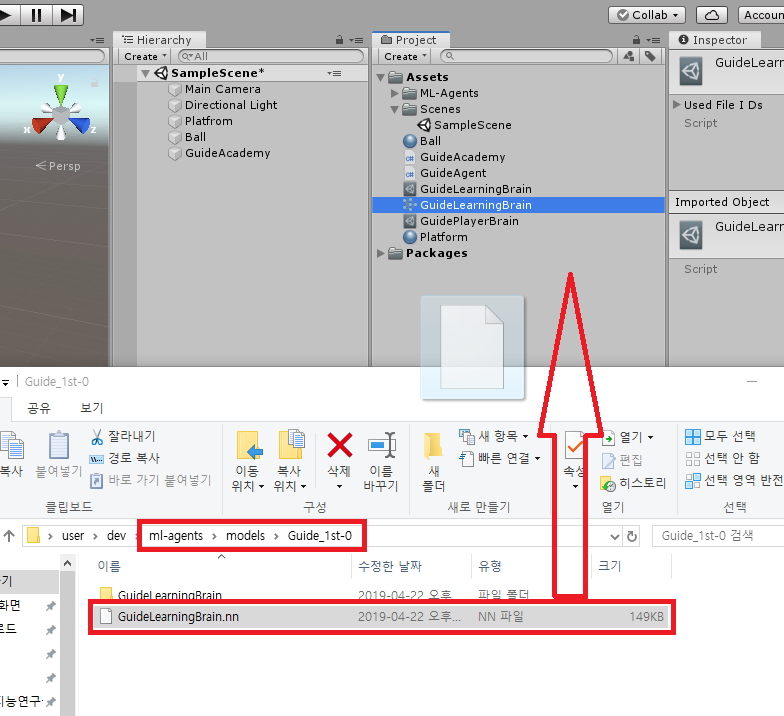 Collab
Accoun
Hierarchy
Create
All
SampleScene*
Main Camera
Directional Light
Platfrom
Ball
GuideAcademy
y
x
z
Persp
Project
Create
Assets
ML-Agents
Scenes
SampleScene
Ball
GuideAcademy
GuideAgent
GuideLearningBrain
GuideLearningBrain
GuidePlayerBrain
Platform
Packages
Inspector
GuideLearn
Used File I Ds
Script
Imported Object
GuideLearn
Script
Guide_1st-0
공유 보기
복사
붙여넣기
잘라내기
경로 복사
바로 가기 붙여넣기
클립보드
이동 위치
복사 위치
삭제
이름 바꾸기
구성
새 폴더
새 항목
빠른 연결
새로 만들기
속성
열기
편집
히스토리
열기
모두 선택
선택 안 함
선택 영역 반전
선택
user > dev > ml-agents > models > Guide_1st-0
Guide_1st-0 검색
이름 수정한 날짜 유형 크기
GuideLearningBrain 2019-04-22 오후... 파일 폴더
GuideLearningBrain.nn 2019-04-22 오후... NN 파일 149KB
기
화면
로드
지능연구